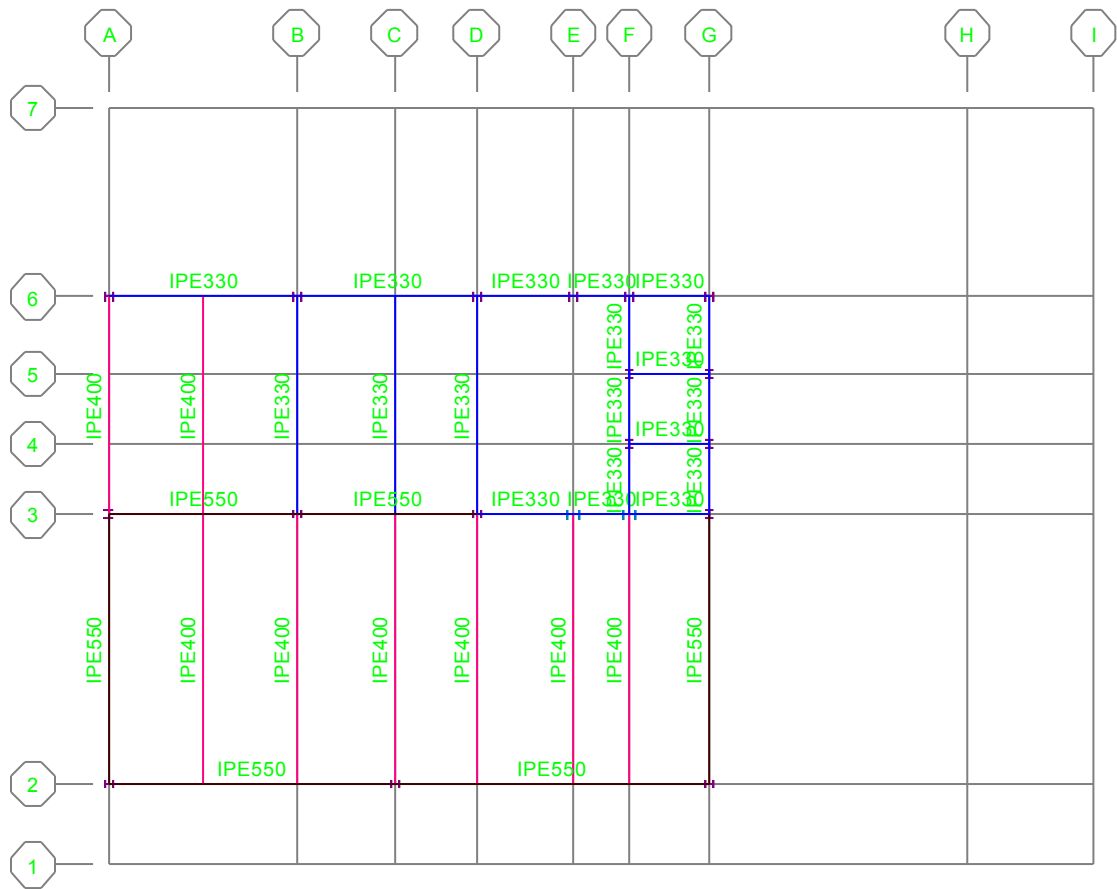 A B C D E F G H I
7
IPE330 IPE330 IPE330 IPE330 IPE330
6
IPE330 IPE330
IPE330
5
IPE400 IPE400 IPE330 IPE330 IPE330 IPE330 IPE330
IPE330
4
IPE330 IPE330
IPE550 IPE550 IPE330 IPE330 IPE330
3
IPE550 IPE400 IPE400 IPE400 IPE400 IPE400 IPE400 IPE550
IPE550 IPE550
2
1